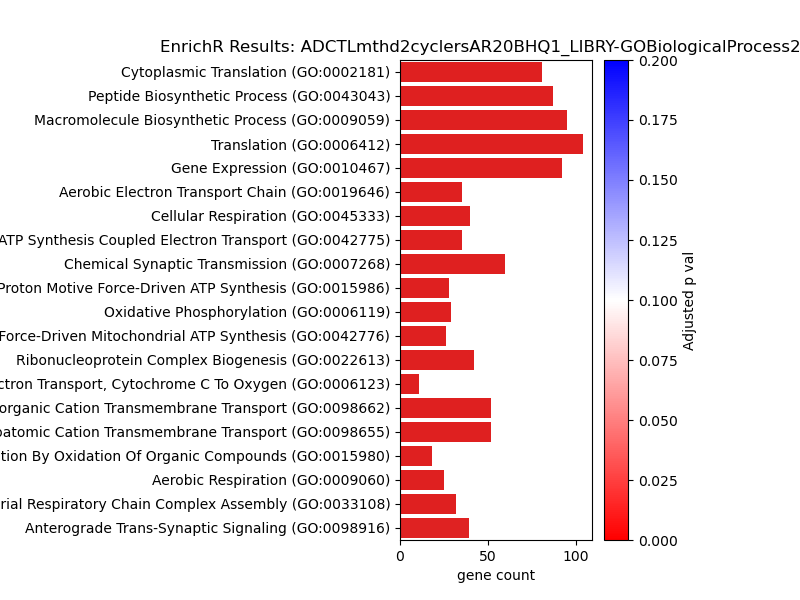 EnrichR Results: ADCTLmthd2cyclersAR20BHQ1_LIBRY-GOBiologicalProcess2
Cytoplasmic Translation (GO:0002181)
Peptide Biosynthetic Process (GO:0043043)
Macromolecule Biosynthetic Process (GO:0009059)
Translation (GO:0006412)
Gene Expression (GO:0010467)
Aerobic Electron Transport Chain (GO:0019646)
Cellular Respiration (GO:0045333)
ATP Synthesis Coupled Electron Transport (GO:0042775)
Chemical Synaptic Transmission (GO:0007268)
Proton Motive Force-Driven ATP Synthesis (GO:0015986)
Oxidative Phosphorylation (GO:0006119)
Force-Driven Mitochondrial ATP Synthesis (GO:0042776)
Ribonucleoprotein Complex Biogenesis (GO:0022613)
ctron Transport, Cytochrome C To Oxygen (GO:0006123)
organic Cation Transmembrane Transport (GO:0098662)
patomic Cation Transmembrane Transport (GO:0098655)
tion By Oxidation Of Organic Compounds (GO:0015980)
Aerobic Respiration (GO:0009060)
rial Respiratory Chain Complex Assembly (GO:0033108)
Anterograde Trans-Synaptic Signaling (GO:0098916)
0 50 100
gene count
0.200
0.175
0.150
0.125
0.100
0.075
0.050
0.025
0.000
Adjusted p val